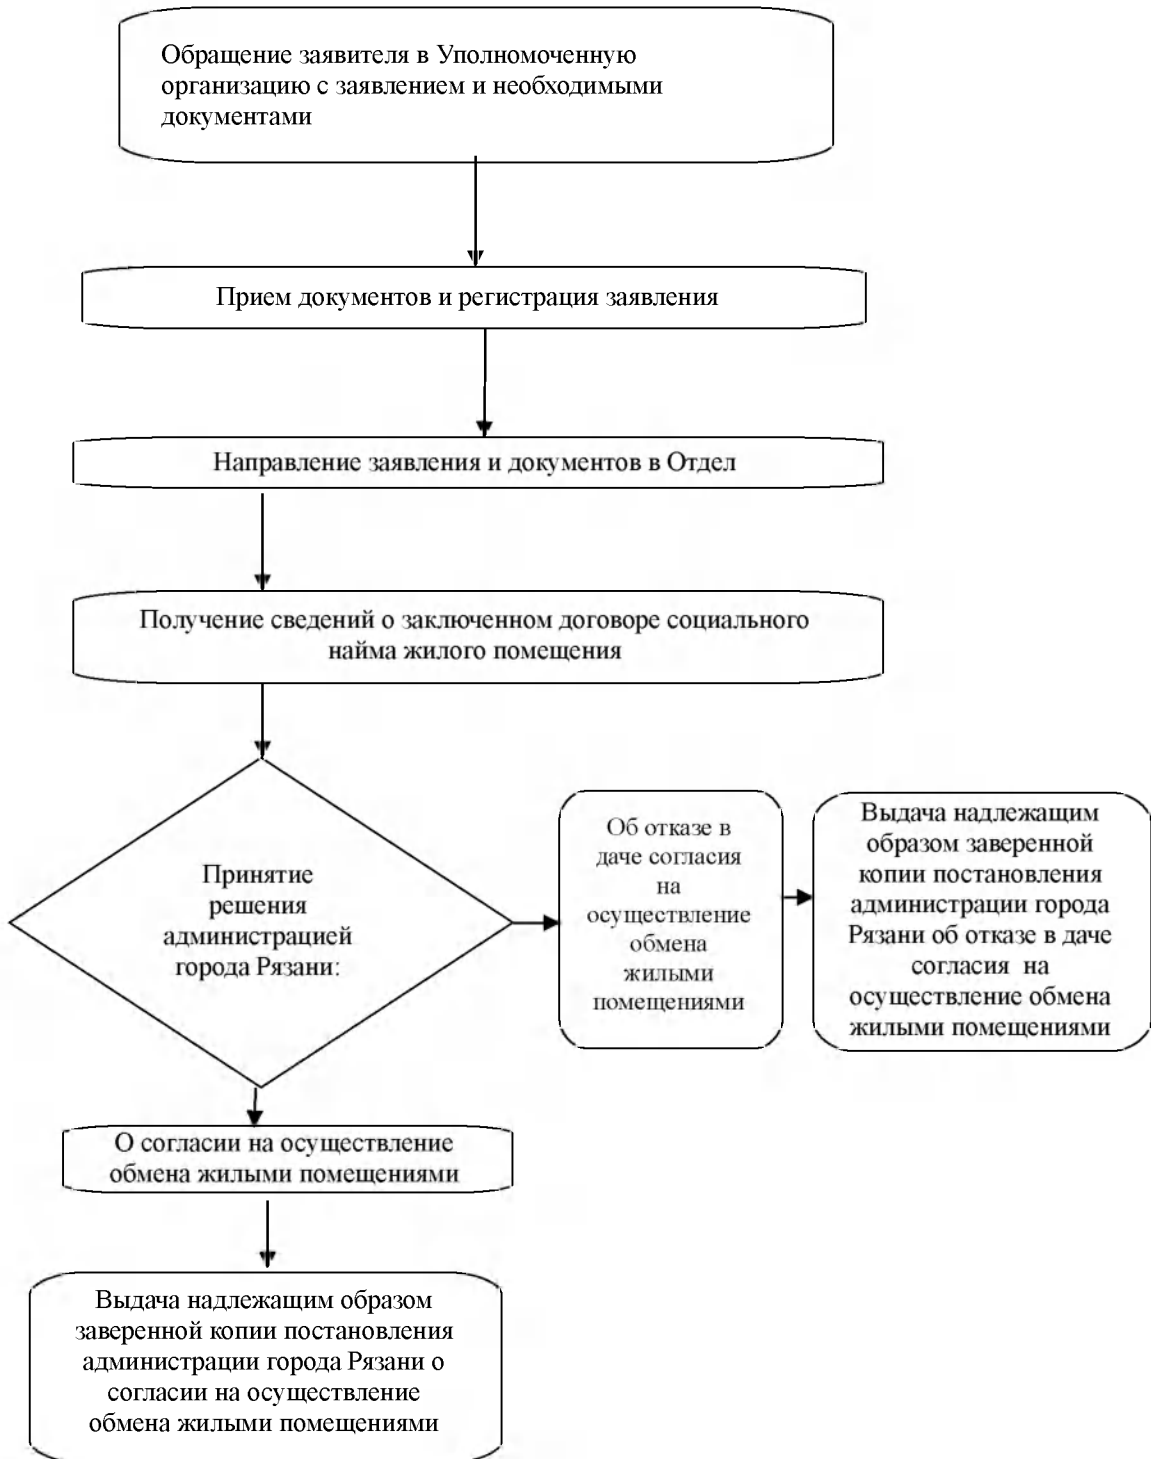 Обращение заявителя в Уполномоченную
организацию с заявлением и необходимыми
документами
Прием документов и регистрация заявления
Направление заявления и документов в Отдел
Получение сведений о заключенном договоре социального
найма жилого помещения
Принятие
решения
администрацией
города Рязани:
Об отказе в
даче согласия
на
осуществление
обмена
жилыми
помещениями
Выдача надлежащим
образом заверенной
копии постановления
администрации города
Рязани об отказе в даче
согласия на
осуществление обмена
жилыми помещениями
О согласии на осуществление
обмена жилыми помещениями
Выдача надлежащим образом
заверенной копии постановления
администрации города Рязани о
согласии на осуществление
обмена жилыми помещениями